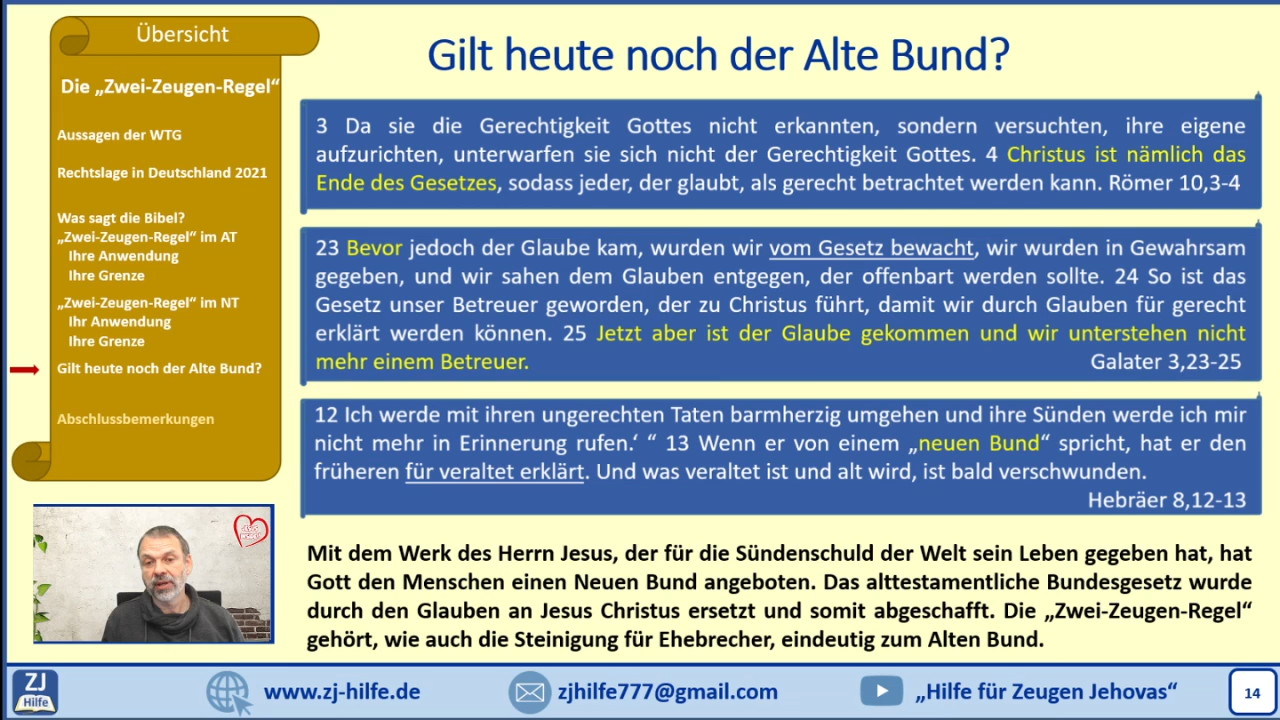 Übersicht
Die „Zwei-Zeugen-Regel“
Aussagen der WTG
Rechtslage in Deutschland 2021
Was sagt die Bibel?
„Zwei-Zeugen-Regel“ im AT
Ihre Anwendung
Ihre Grenze
„Zwei-Zeugen-Regel“ im NT
Ihr Anwendung
Ihre Grenze
Gilt heute noch der Alte Bund?
Abschlussbemerkungen
Gilt heute noch der Alte Bund?
3 Da sie die Gerechtigkeit Gottes nicht erkannten, sondern versuchten, ihre eigene
aufzurichten, unterwarfen sie sich nicht der Gerechtigkeit Gottes. 4 Christus ist nämlich das
Ende des Gesetzes, sodass jeder, der glaubt, als gerecht betrachtet werden kann. Römer 10,3-4
23 Bevor jedoch der Glaube kam, wurden wir vom Gesetz bewacht, wir wurden in Gewahrsam
gegeben, und wir sahen dem Glauben entgegen, der offenbart werden sollte. 24 So ist das
Gesetz unser Betreuer geworden, der zu Christus führt, damit wir durch Glauben für gerecht
erklärt werden können. 25 Jetzt aber ist der Glaube gekommen und wir unterstehen nicht
mehr einem Betreuer. Galater 3,23-25
12 Ich werde mit ihren ungerechten Taten barmherzig umgehen und ihre Sünden werde ich mir
nicht mehr in Erinnerung rufen.‘ “ 13 Wenn er von einem „neuen Bund“ spricht, hat er den
früheren für veraltet erklärt. Und was veraltet ist und alt wird, ist bald verschwunden.
Hebräer 8,12-13
Mit dem Werk des Herrn Jesus, der für die Sündenschuld der Welt sein Leben gegeben hat, hat
Gott den Menschen einen Neuen Bund angeboten. Das alttestamentliche Bundesgesetz wurde
durch den Glauben an Jesus Christus ersetzt und somit abgeschafft. Die „Zwei-Zeugen-Regel“
gehört, wie auch die Steinigung für Ehebrecher, eindeutig zum Alten Bund.
ZJ
Hilfe
www.zj-hilfe.de
zjhilfe777@gmail.com
„Hilfe für Zeugen Jehovas“
14